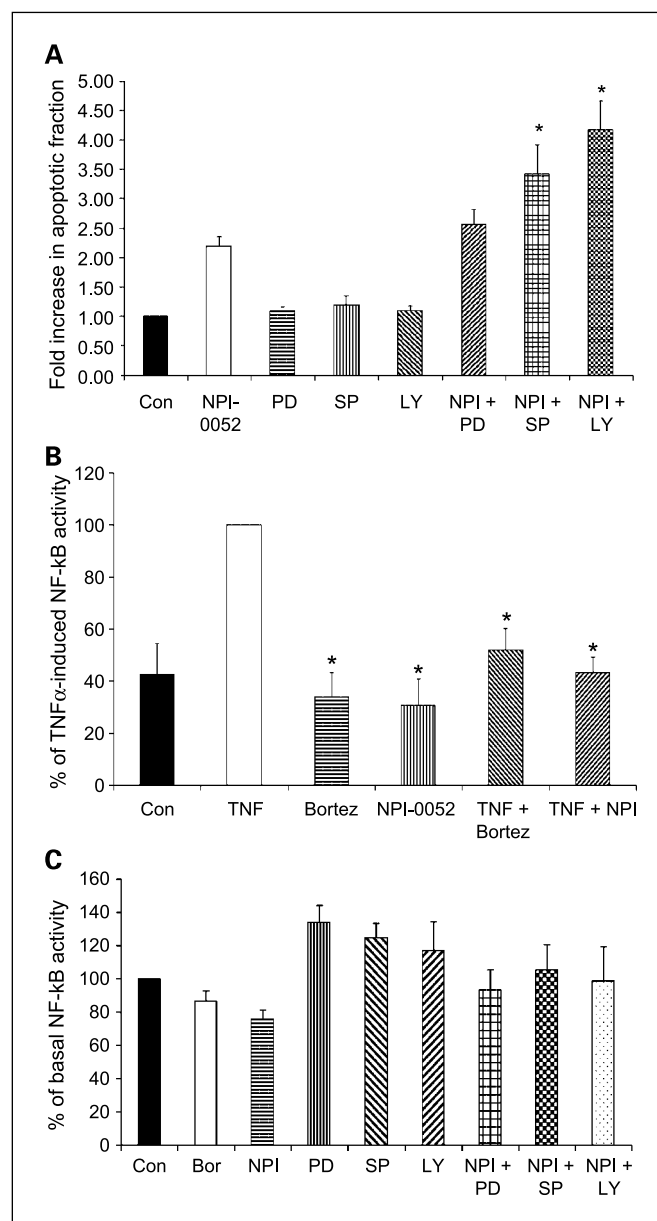 A
Fold increase in apoptotic fraction
5.00
4.50
4.00
3.50
3.00
2.50
2.00
1.50
1.00
0.50
0.00
* *
Con NPI- PD SP LY NPI + NPI + NPI +
0052 PD SP LY
B
% of TNFα-induced NF-kB activity
120
100
80
60
40
20
0
* * * *
Con TNF Bortez NPI-0052 TNF + TNF + NPI
Bortez
C
% of basal NF-kB activity
160
140
120
100
80
60
40
20
0
Con Bor NPI PD SP LY NPI + NPI + NPI +
PD SP LY